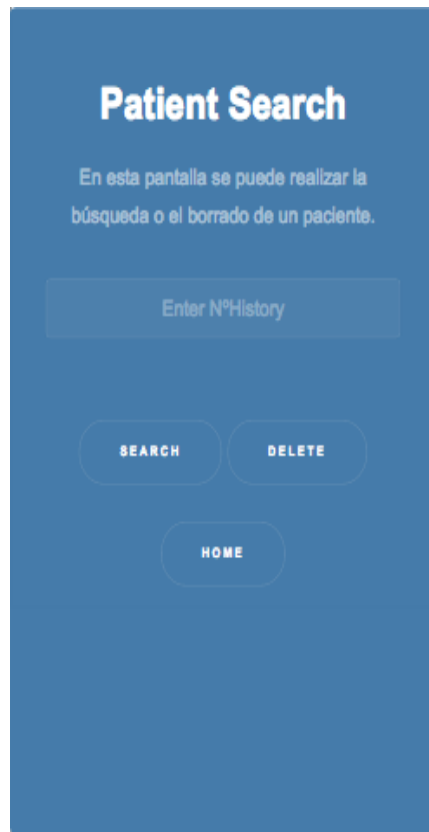 Patient Search
En esta pantalla se puede realizar la
búsqueda o el borrado de un paciente.
Enter NºHistory
SEARCH DELETE
HOME